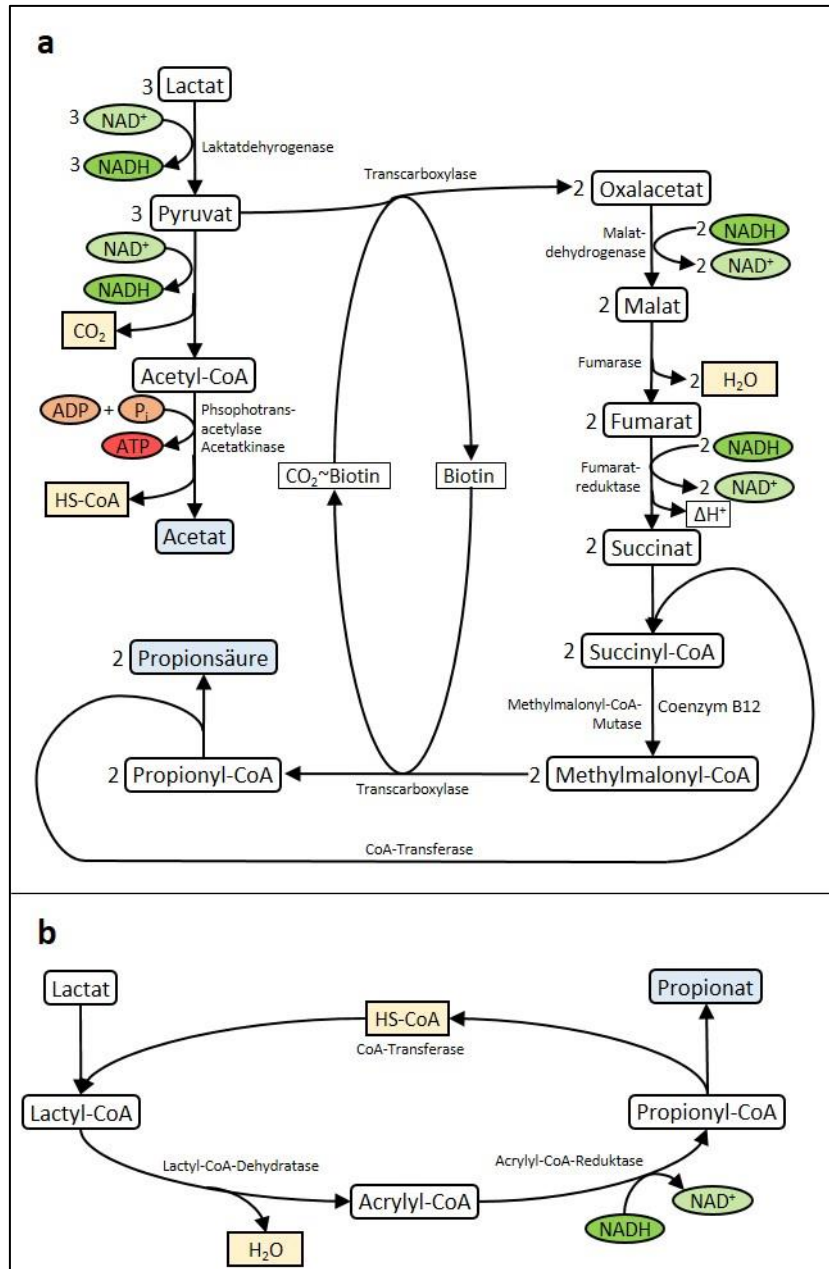 a
3 Lactat
3 NAD⁺
3 NADH
Laktatdehyrogenase
3 Pyruvat
NAD⁺
NADH
CO₂
Acetyl-CoA
ADP + Pᵢ
ATP
Phsophotrans-
acetylase
Acetatkinase
HS-CoA
Acetat
Transcarboxylase
CO₂~Biotin
Biotin
2 Oxalacetat
Malat-
dehydrogenase
2 NADH
2 NAD⁺
2 Malat
Fumarase
2 H₂O
2 Fumarat
Fumarat-
reduktase
2 NADH
2 NAD⁺
ΔH⁺
2 Succinat
2 Succinyl-CoA
Methylmalonyl-CoA-
Mutase
Coenzym B12
2 Methylmalonyl-CoA
Transcarboxylase
2 Propionyl-CoA
2 Propionsäure
CoA-Transferase
b
Lactat
HS-CoA
CoA-Transferase
Propionat
Lactyl-CoA
Propionyl-CoA
Lactyl-CoA-Dehydratase
H₂O
Acrylyl-CoA
Acrylyl-CoA-Reduktase
NADH
NAD⁺